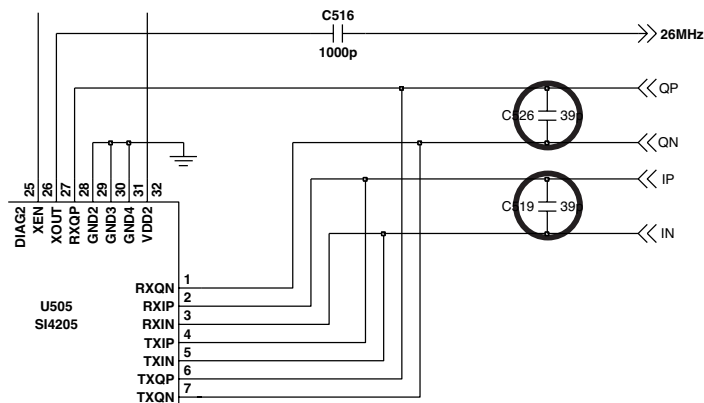 C516
1000p
26MHz
QP
C526 39p
QN
IP
C519 39p
IN
25
26
27
28
29
30
31
32
DIAG2
XEN
XOUT
RXQP
GND2
GND3
GND4
VDD2
U505
SI4205
RXQN 1
RXIP 2
RXIN 3
TXIP 4
TXIN 5
TXQP 6
TXQN 7